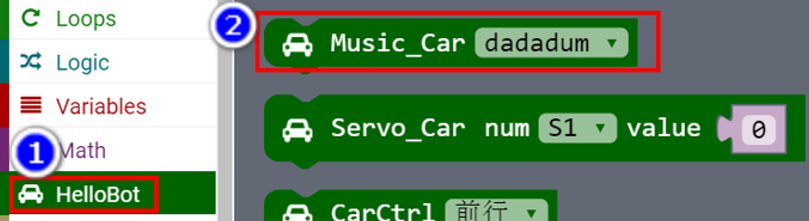 Loops
Logic
Variables
Math
HelloBot
1
2
Music_Car dadadum
Servo_Car num S1 value 0
CarCtrl 前行